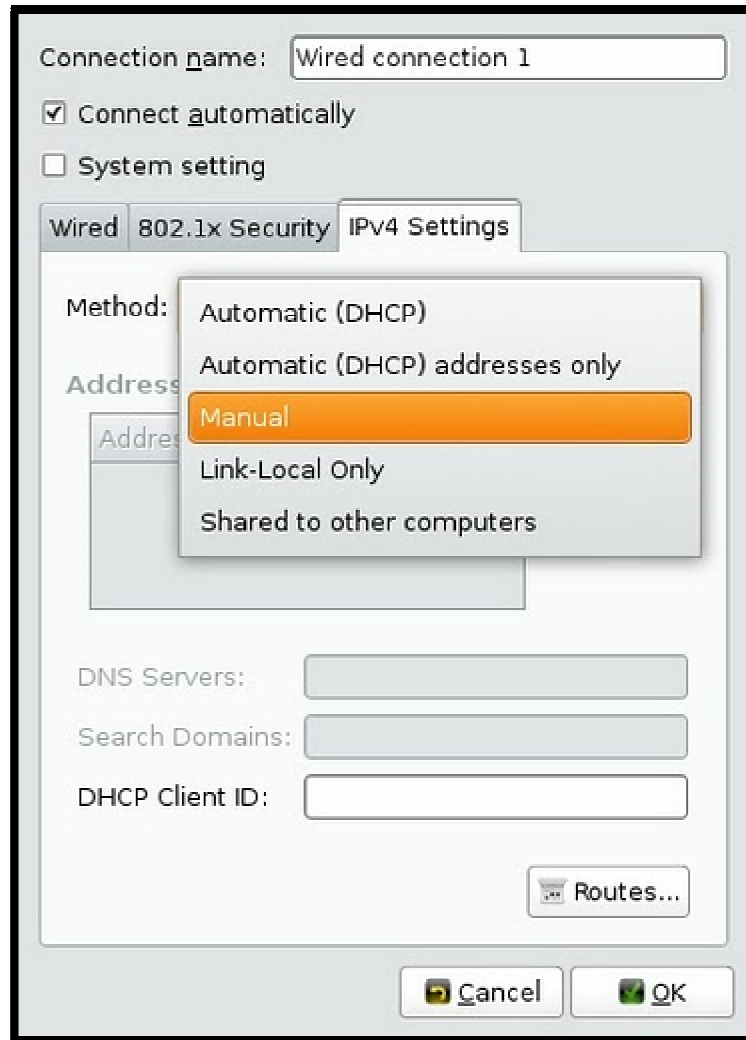 Connection name: Wired connection 1
Connect automatically
System setting
Wired 802.1x Security IPv4 Settings
Method:
Automatic (DHCP)
Automatic (DHCP) addresses only
Address
Manual
Addres
Link-Local Only
Shared to other computers
DNS Servers:
Search Domains:
DHCP Client ID:
Routes...
Cancel OK